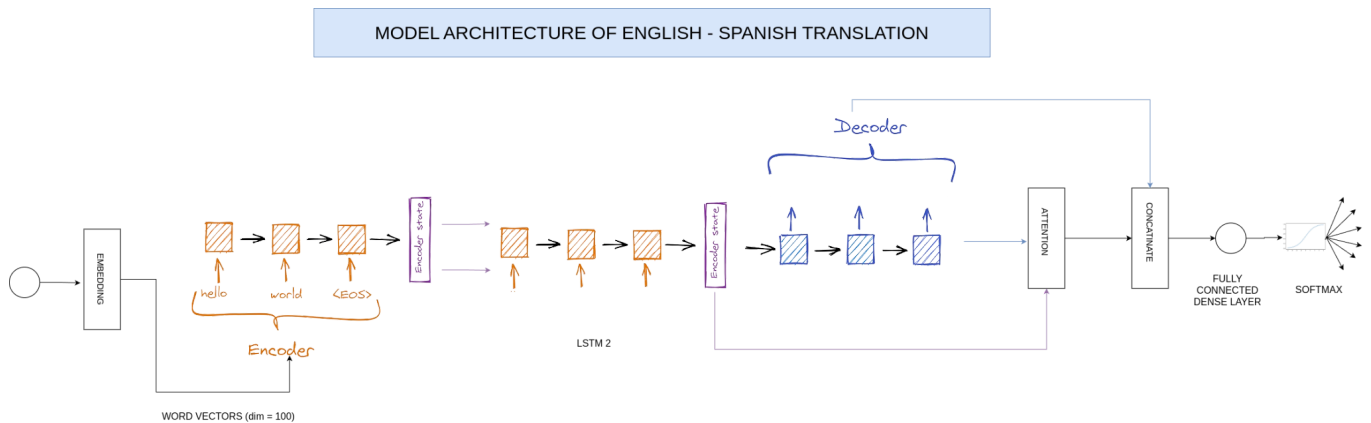 MODEL ARCHITECTURE OF ENGLISH - SPANISH TRANSLATION
EMBEDDING
WORD VECTORS (dim = 100)
hello
world
<EOS>
Encoder
Encoder state
LSTM 2
Encoder state
Decoder
ATTENTION
CONCATINATE
FULLY
CONNECTED
DENSE LAYER
SOFTMAX